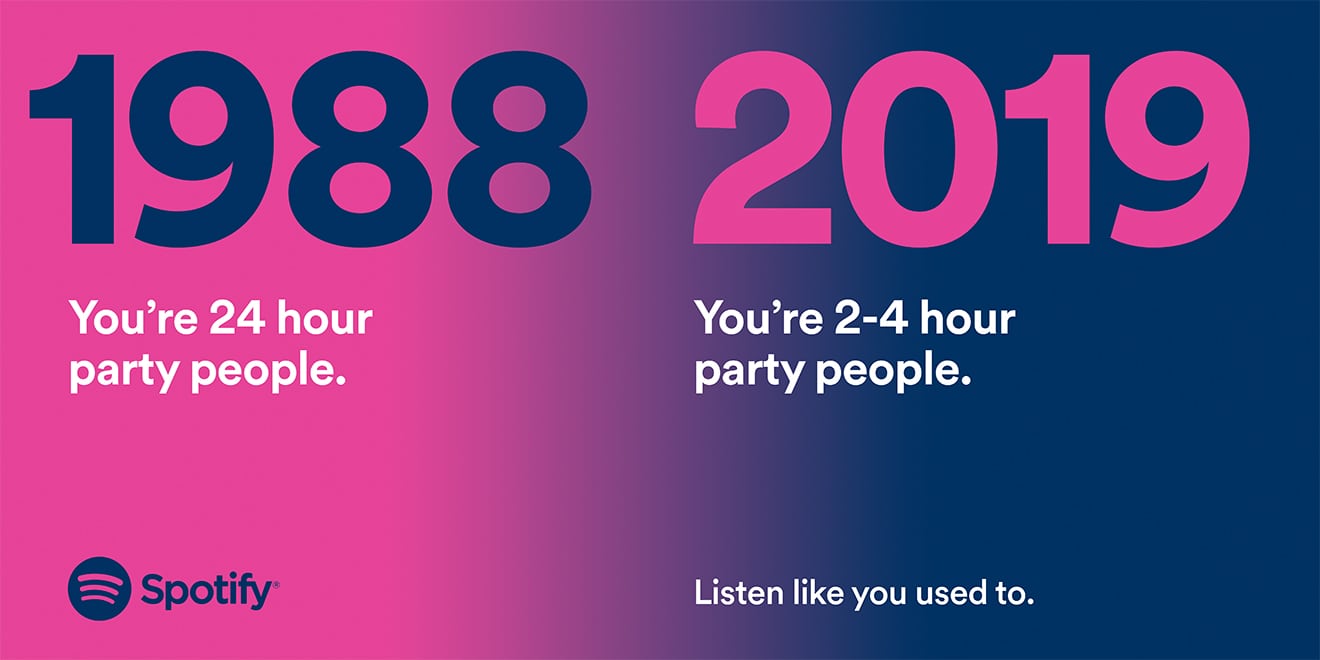 1988
You’re 24 hour
party people.
2019
You’re 2-4 hour
party people.
Spotify®
Listen like you used to.